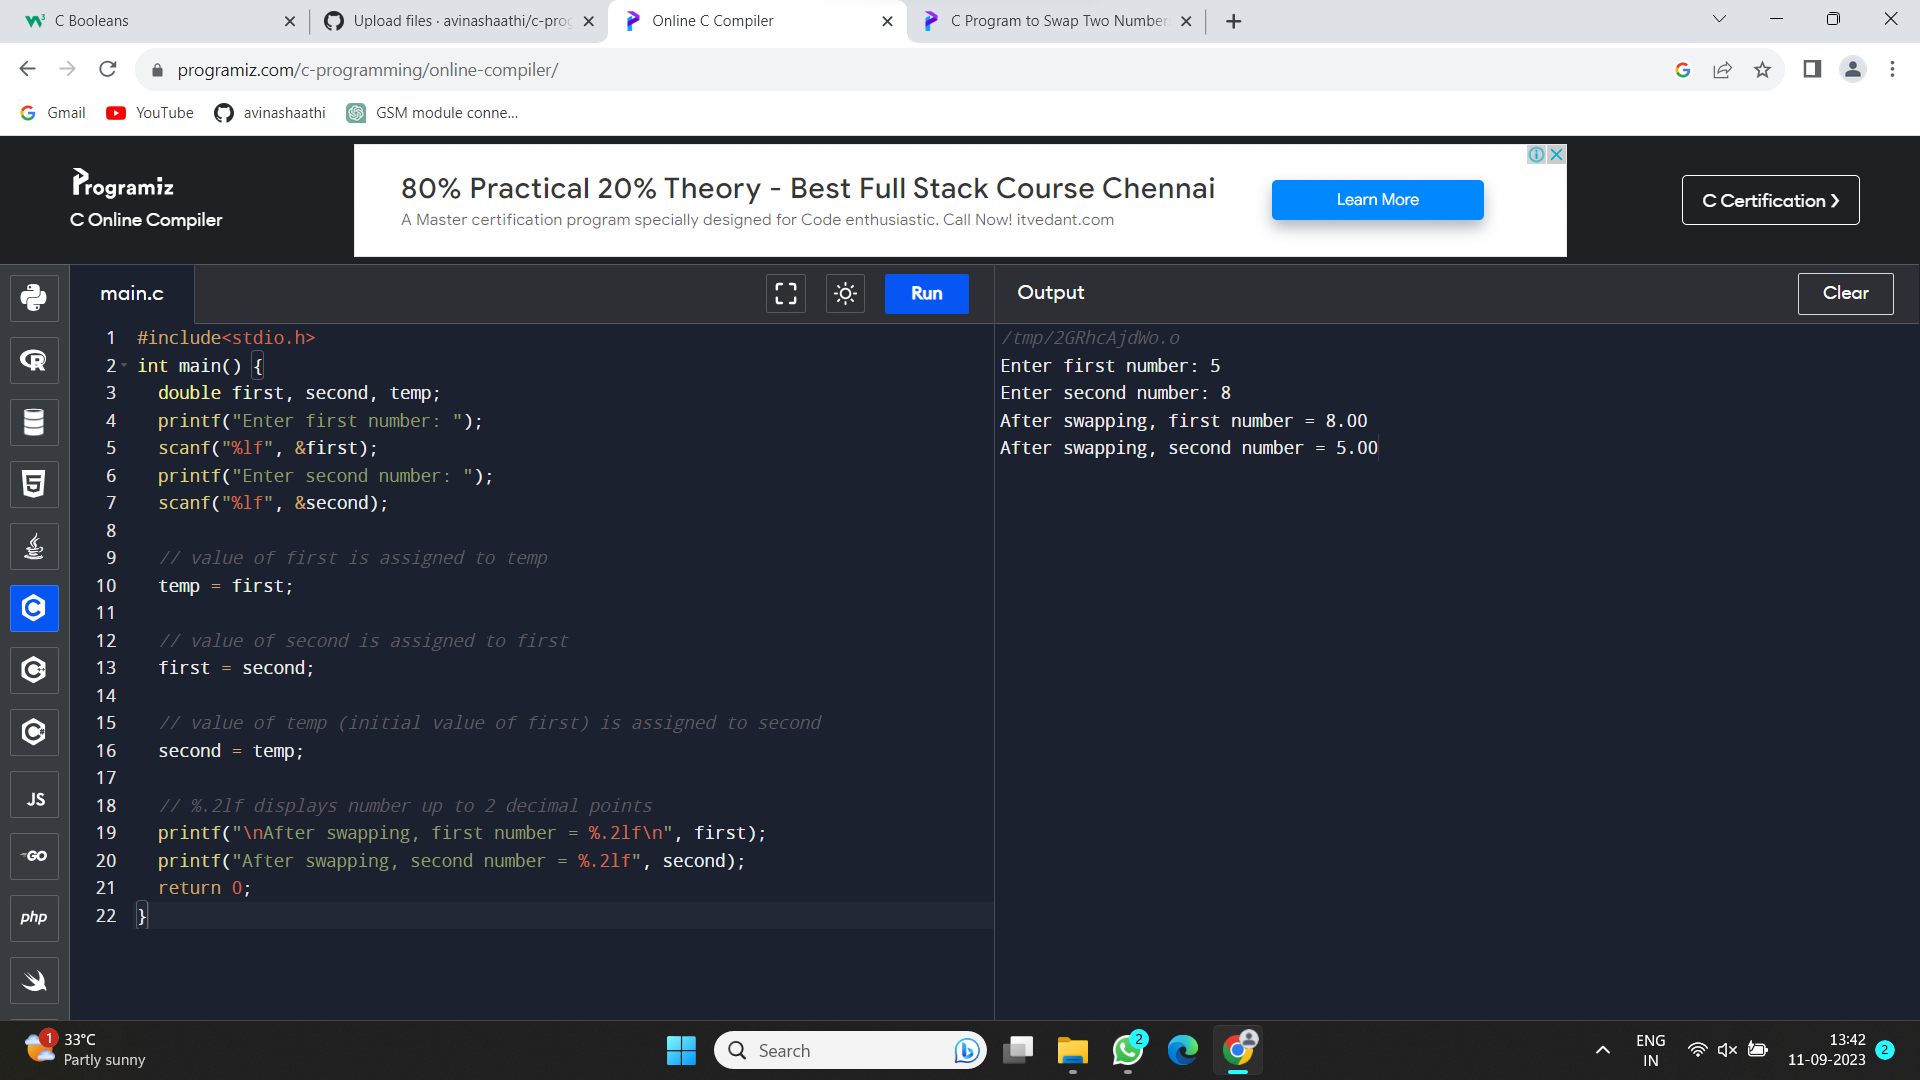 C Booleans
Upload files · avinashaathi/c-prog
Online C Compiler
C Program to Swap Two Number
programiz.com/c-programming/online-compiler/
Gmail
YouTube
avinashaathi
GSM module conne...
Programiz
C Online Compiler
80% Practical 20% Theory - Best Full Stack Course Chennai
A Master certification program specially designed for Code enthusiastic. Call Now! itvedant.com
Learn More
C Certification ❯
main.c
Run
Output
Clear
1 #include<stdio.h>
2 int main() {
3 double first, second, temp;
4 printf("Enter first number: ");
5 scanf("%lf", &first);
6 printf("Enter second number: ");
7 scanf("%lf", &second);
8
9 // value of first is assigned to temp
10 temp = first;
11
12 // value of second is assigned to first
13 first = second;
14
15 // value of temp (initial value of first) is assigned to second
16 second = temp;
17
18 // %.2lf displays number up to 2 decimal points
19 printf("\nAfter swapping, first number = %.2lf\n", first);
20 printf("After swapping, second number = %.2lf", second);
21 return 0;
22 }
/tmp/2GRhcAjdWo.o
Enter first number: 5
Enter second number: 8
After swapping, first number = 8.00
After swapping, second number = 5.00
JS
GO
php
1
33°C
Partly sunny
Search
2
ENG
IN
13:42
11-09-2023
2